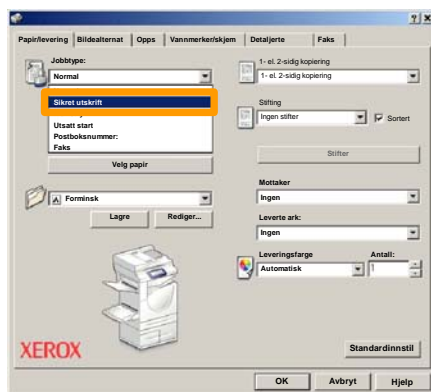 Papir/levering Bildealternat Opps Vannmerker/skjem Detaljerte Faks
Jobbtype:
Normal
Sikret utskrift
Utsatt start
Postboksnummer:
Faks
Velg papir
A Forminsk
Lagre Rediger...
XEROX
1- el. 2-sidig kopiering
1- el. 2-sidig kopiering
Stifting
Ingen stifter Sortert
Stifter
Mottaker
Ingen
Leverte ark:
Ingen
Leveringsfarge Antall:
Automatisk 1
Standardinnstil
OK Avbryt Hjelp